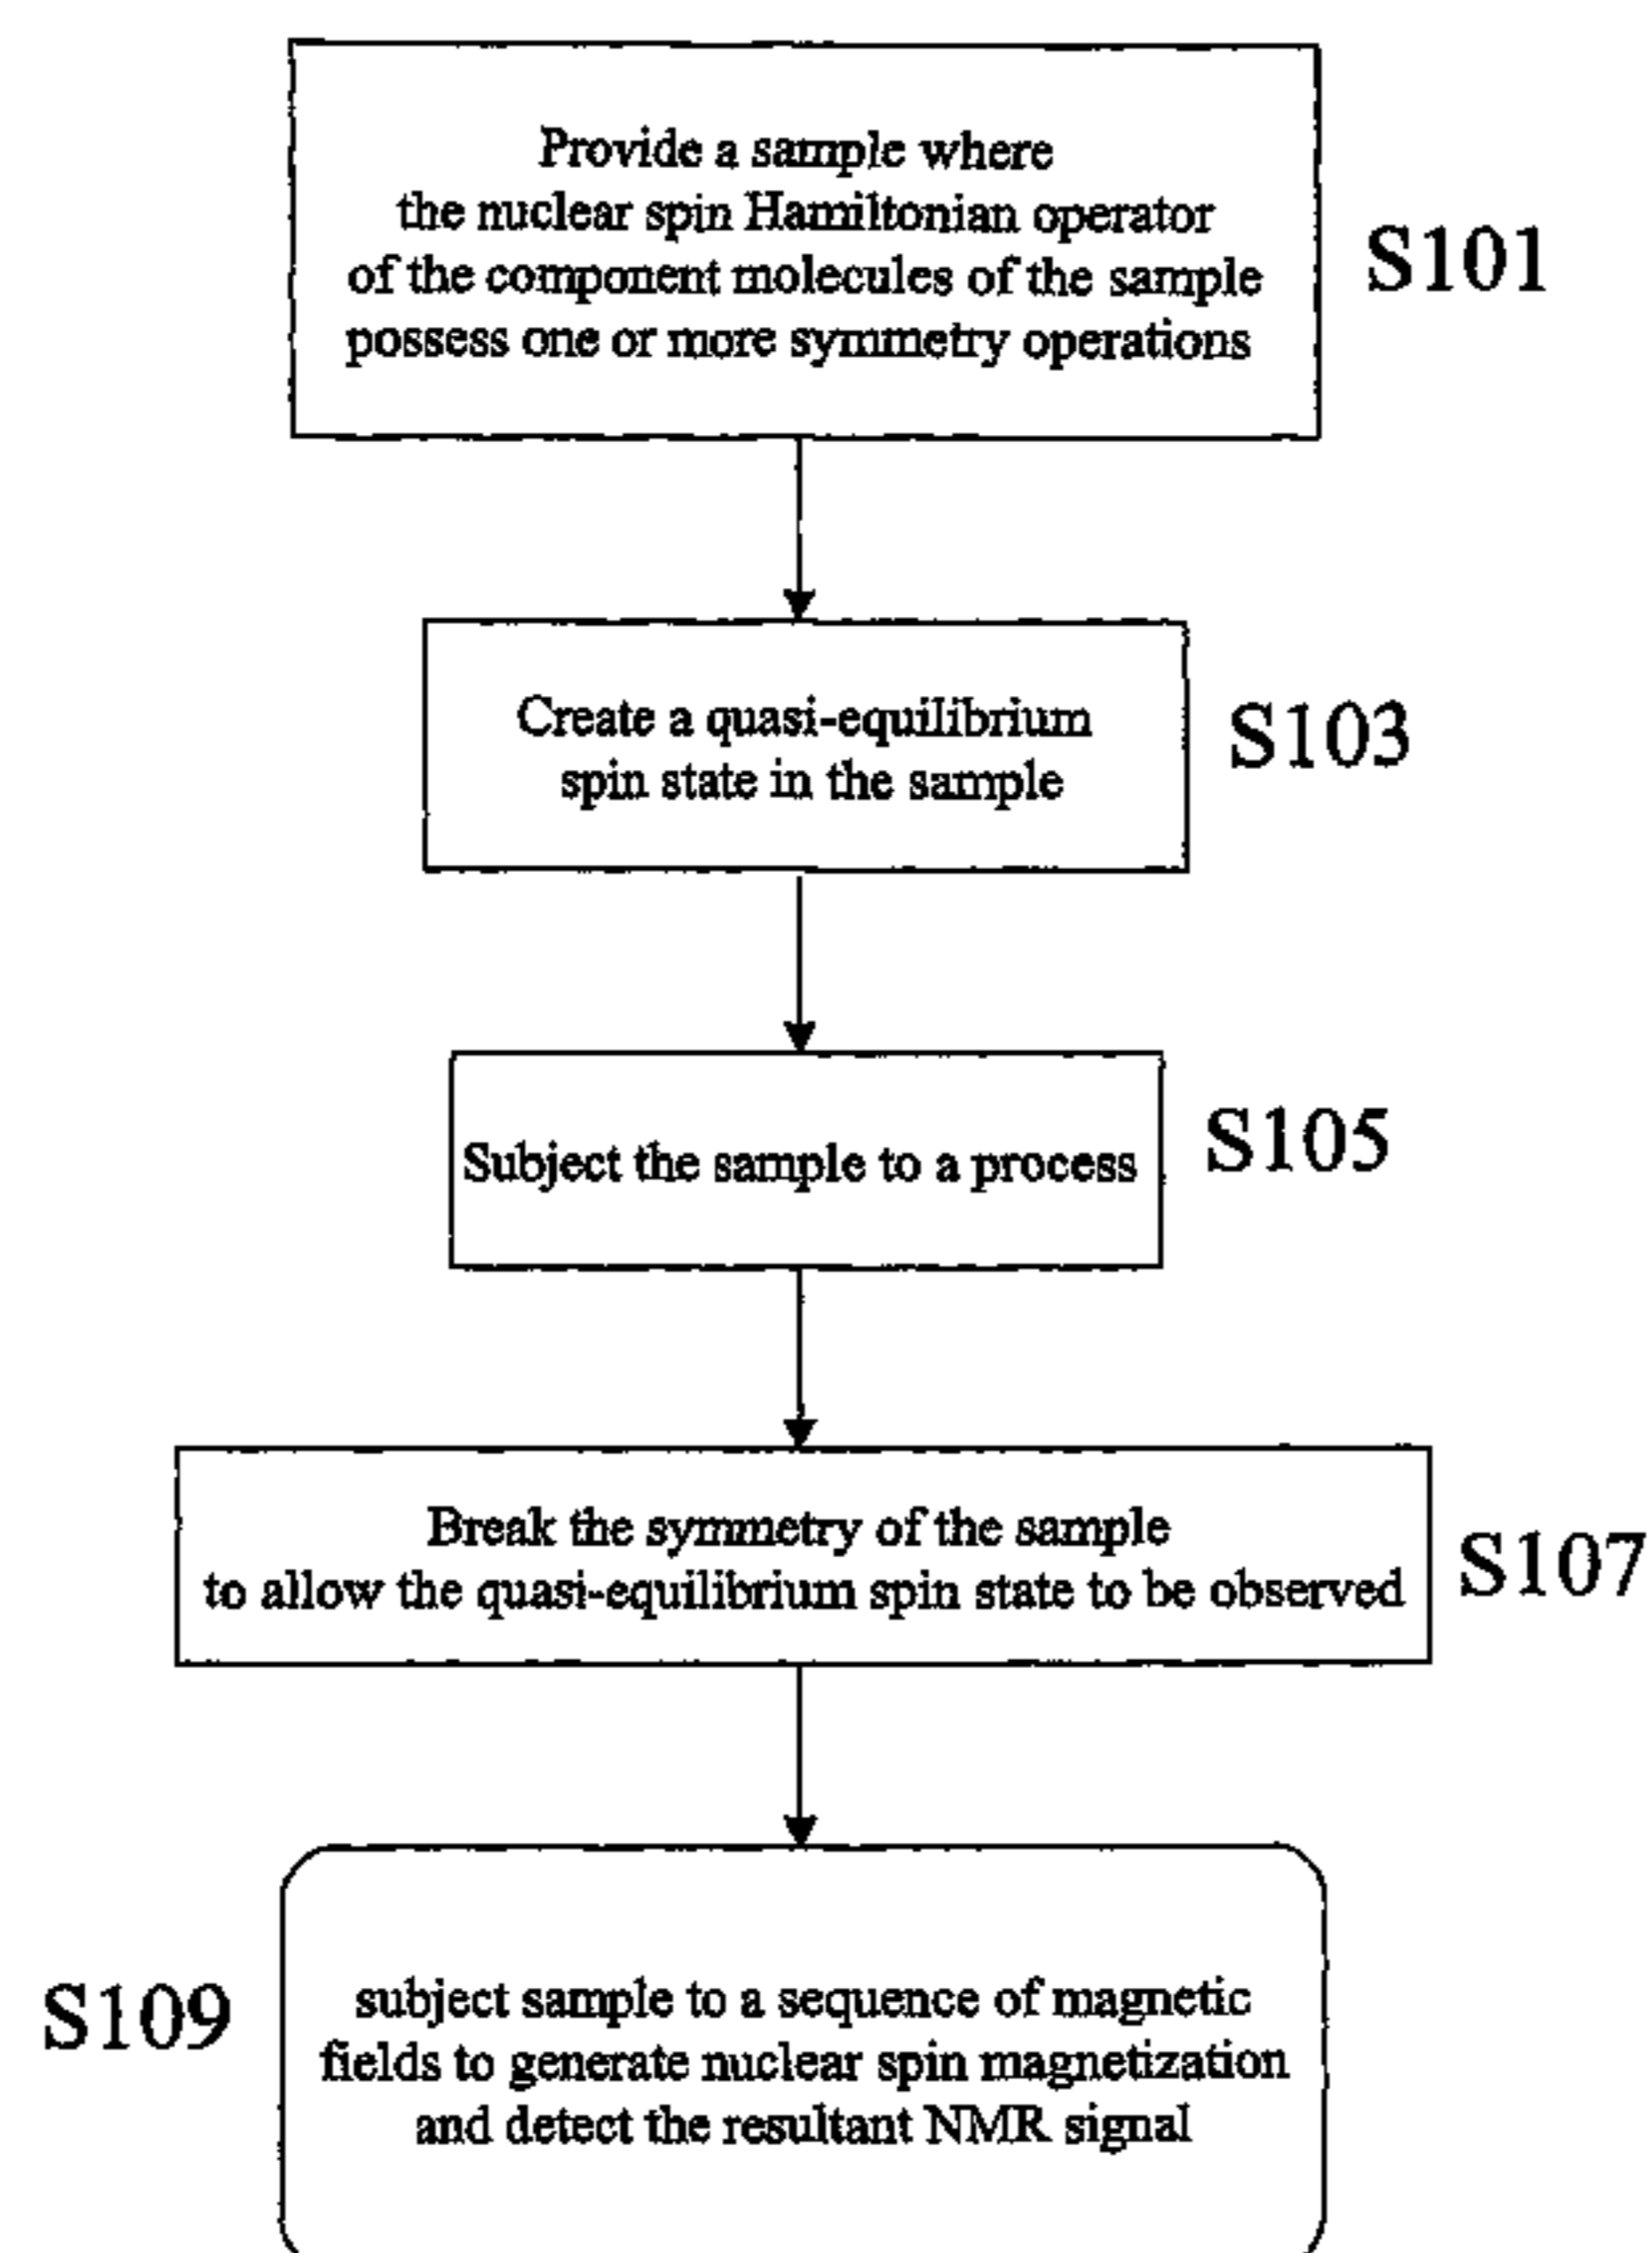 Provide a sample where
the nuclear spin Hamiltonian operator
of the component molecules of the sample
possess one or more symmetry operations
S101
Create a quasi-equilibrium
spin state in the sample
S103
Subject the sample to a process
S105
Break the symmetry of the sample
to allow the quasi-equilibrium spin state to be observed
S107
S109
subject sample to a sequence of magnetic
fields to generate nuclear spin magnetization
and detect the resultant NMR signal